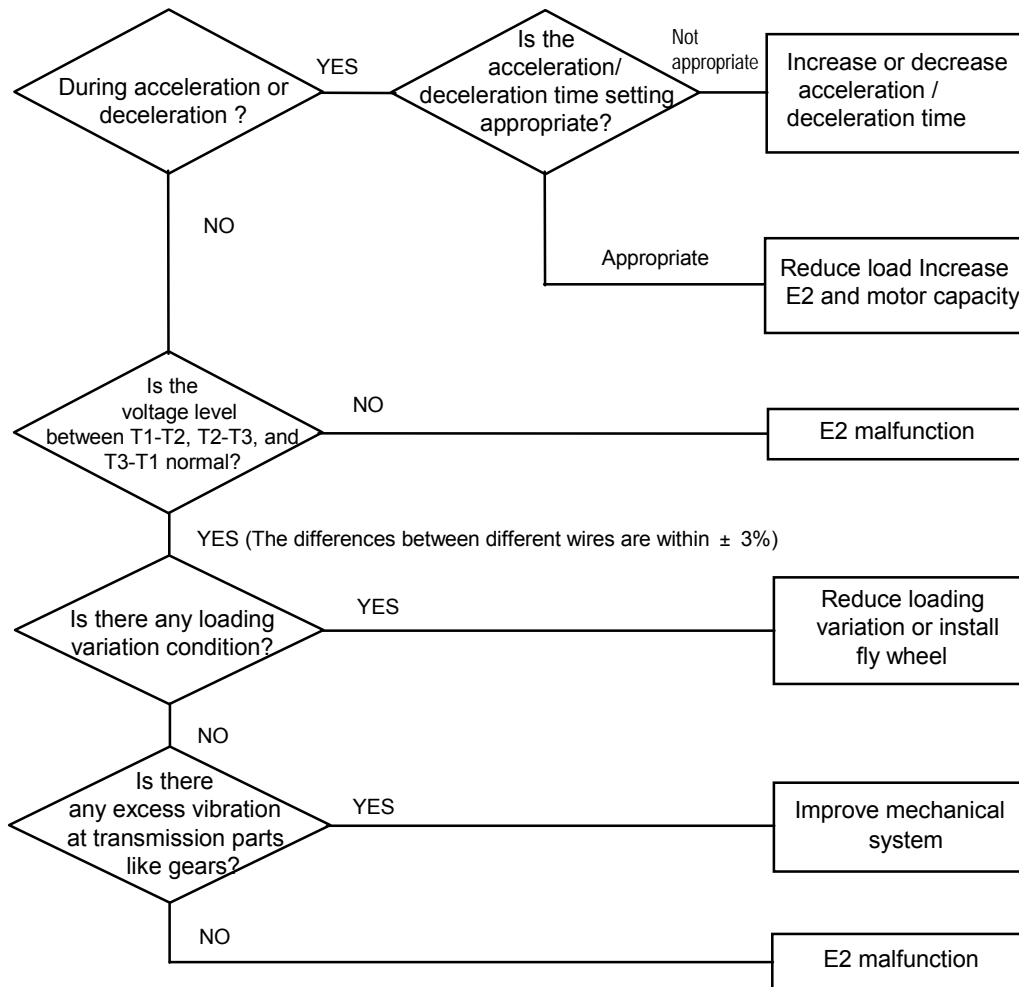 During acceleration or
deceleration ?
YES
Is the
acceleration/
deceleration time setting
appropriate?
Not
appropriate
Increase or decrease
acceleration /
deceleration time
NO
Appropriate
Reduce load Increase
E2 and motor capacity
Is the
voltage level
between T1-T2, T2-T3, and
T3-T1 normal?
NO
E2 malfunction
YES (The differences between different wires are within ± 3%)
Is there any loading
variation condition?
YES
Reduce loading
variation or install
fly wheel
NO
Is there
any excess vibration
at transmission parts
like gears?
YES
Improve mechanical
system
NO
E2 malfunction